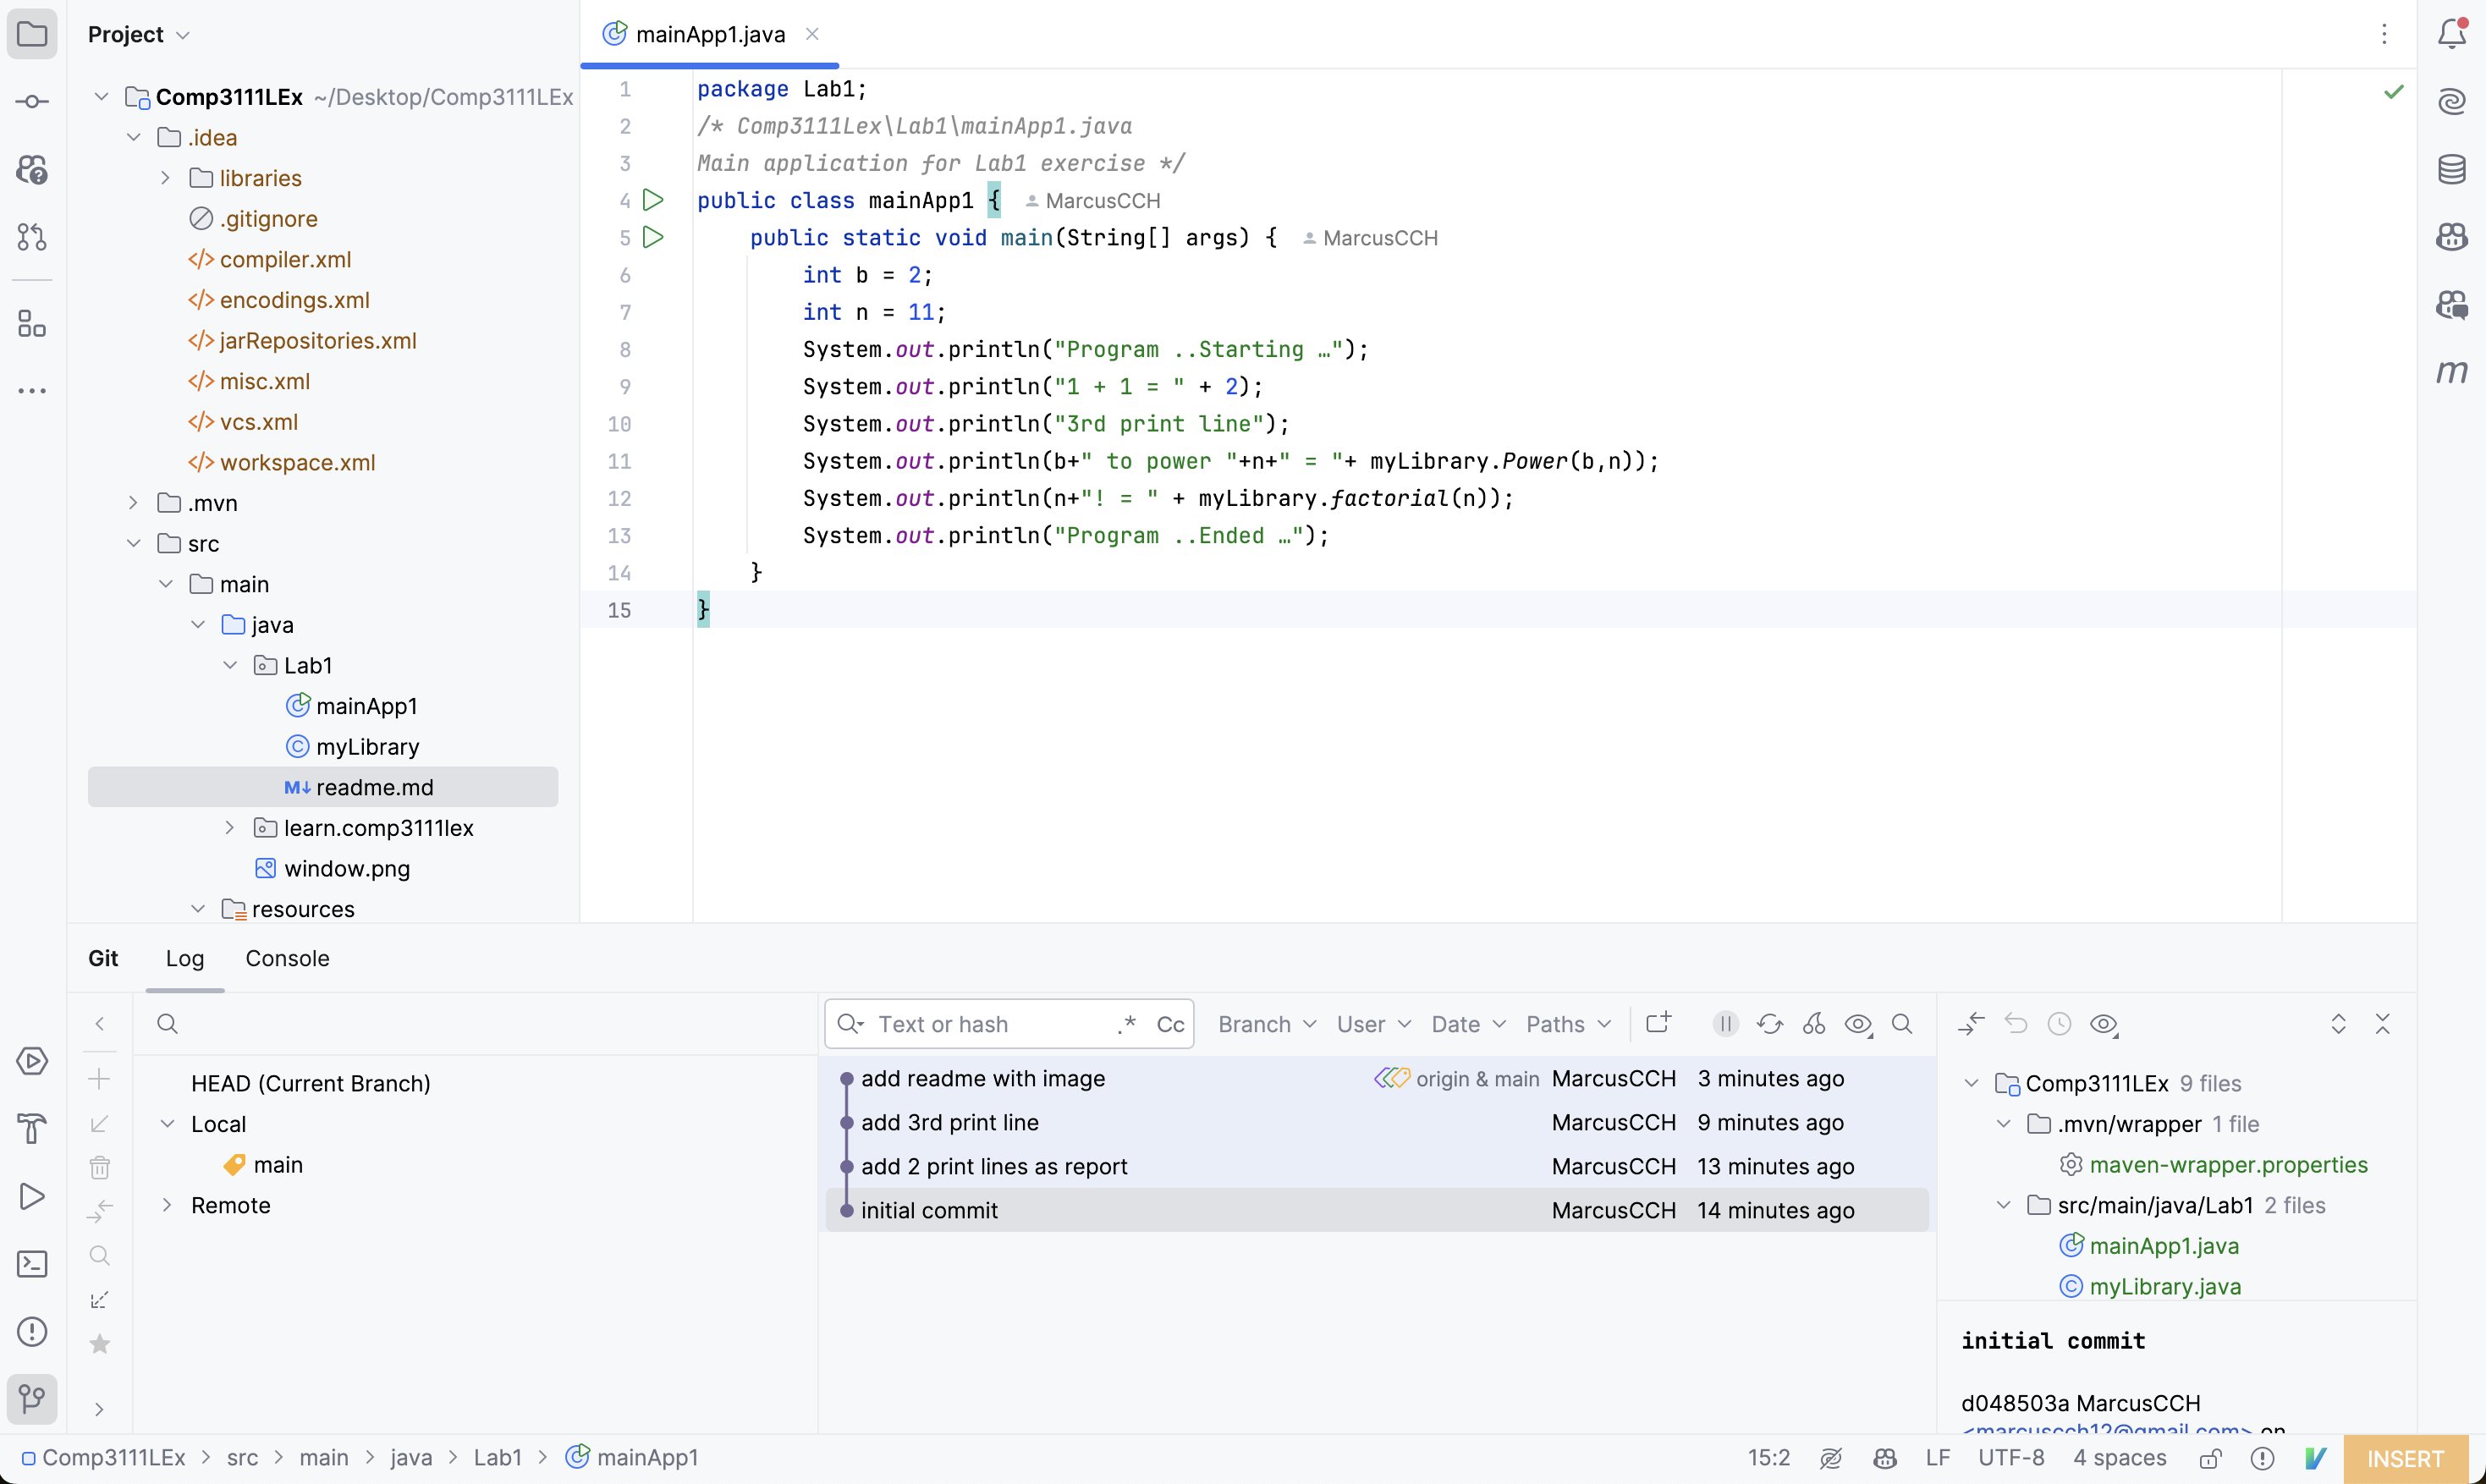 Project
mainApp1.java
Comp3111LEx ~/Desktop/Comp3111LEx
.idea
libraries
.gitignore
compiler.xml
encodings.xml
jarRepositories.xml
misc.xml
vcs.xml
workspace.xml
.mvn
src
main
java
Lab1
mainApp1
myLibrary
readme.md
learn.comp3111lex
window.png
resources
1 package Lab1;
2 /* Comp3111Lex\Lab1\mainApp1.java
3 Main application for Lab1 exercise */
4 public class mainApp1 { MarcusCCH
5 public static void main(String[] args) { MarcusCCH
6 int b = 2;
7 int n = 11;
8 System.out.println("Program ..Starting …");
9 System.out.println("1 + 1 = " + 2);
10 System.out.println("3rd print line");
11 System.out.println(b+" to power "+n+" = "+ myLibrary.Power(b,n));
12 System.out.println(n+"! = " + myLibrary.factorial(n));
13 System.out.println("Program ..Ended …");
14 }
15 }
Git Log Console
HEAD (Current Branch)
Local
main
Remote
Text or hash .* Cc Branch User Date Paths
add readme with image origin & main MarcusCCH 3 minutes ago
add 3rd print line MarcusCCH 9 minutes ago
add 2 print lines as report MarcusCCH 13 minutes ago
initial commit MarcusCCH 14 minutes ago
Comp3111LEx 9 files
.mvn/wrapper 1 file
maven-wrapper.properties
src/main/java/Lab1 2 files
mainApp1.java
myLibrary.java
initial commit
d048503a MarcusCCH
<marcuscch12@gmail.com> on
Comp3111LEx > src > main > java > Lab1 > mainApp1 15:2 LF UTF-8 4 spaces INSERT